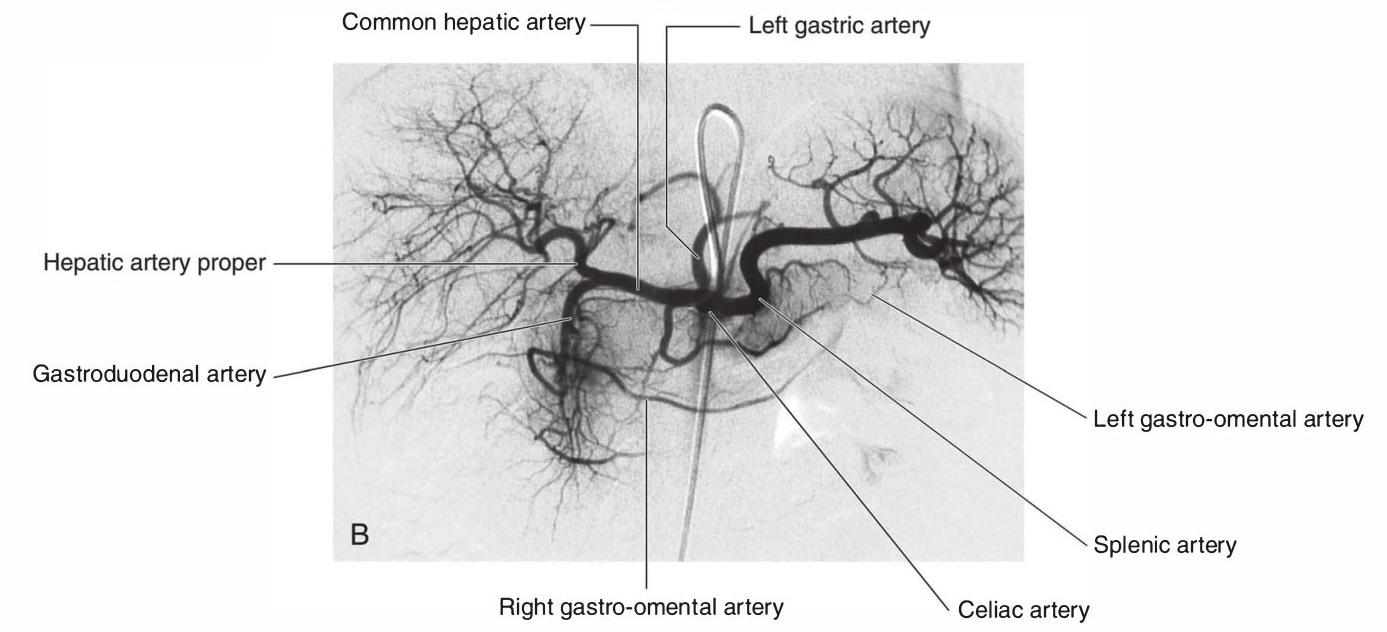 Common hepatic artery
Left gastric artery
Hepatic artery proper
Gastroduodenal artery
Left gastro-omental artery
B
Splenic artery
Right gastro-omental artery
Celiac artery